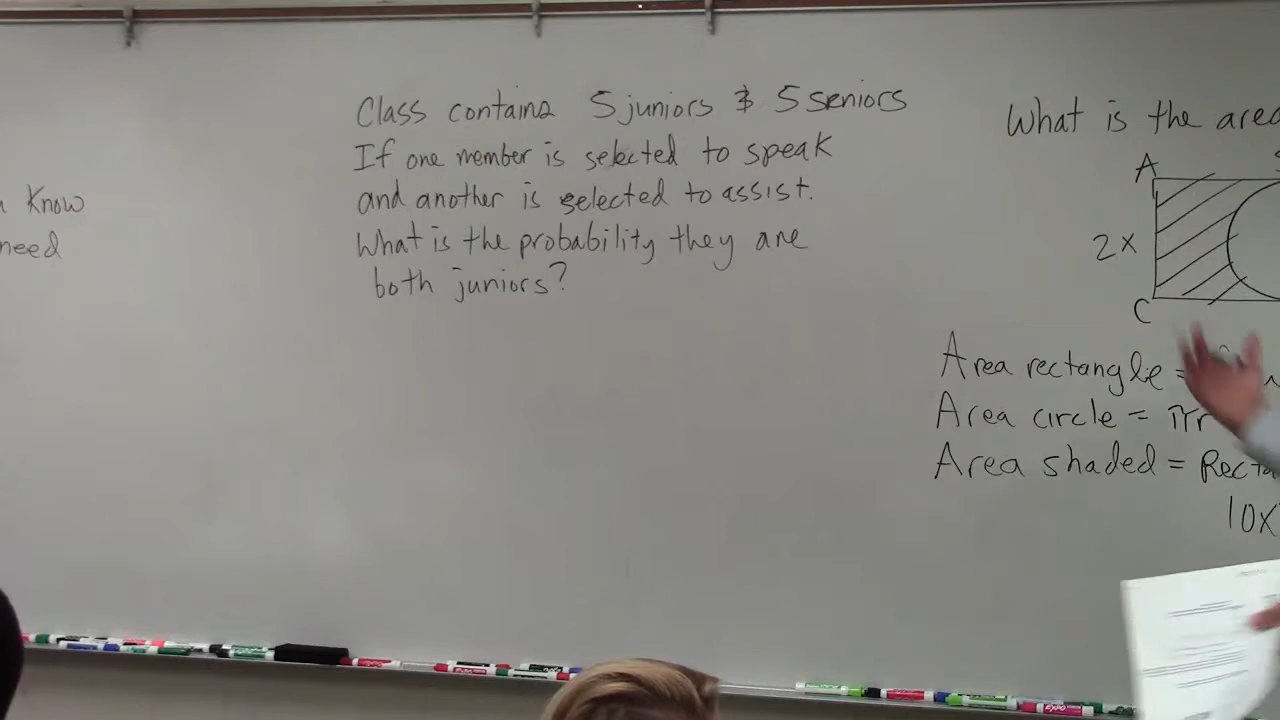 Know
need
Class contains 5 juniors & 5 seniors
If one member is selected to speak
and another is selected to assist.
What is the probability they are
both juniors?
What is the area
A
2x
C
Area rectangle =
Area circle = πr
Area shaded = Recta
10x